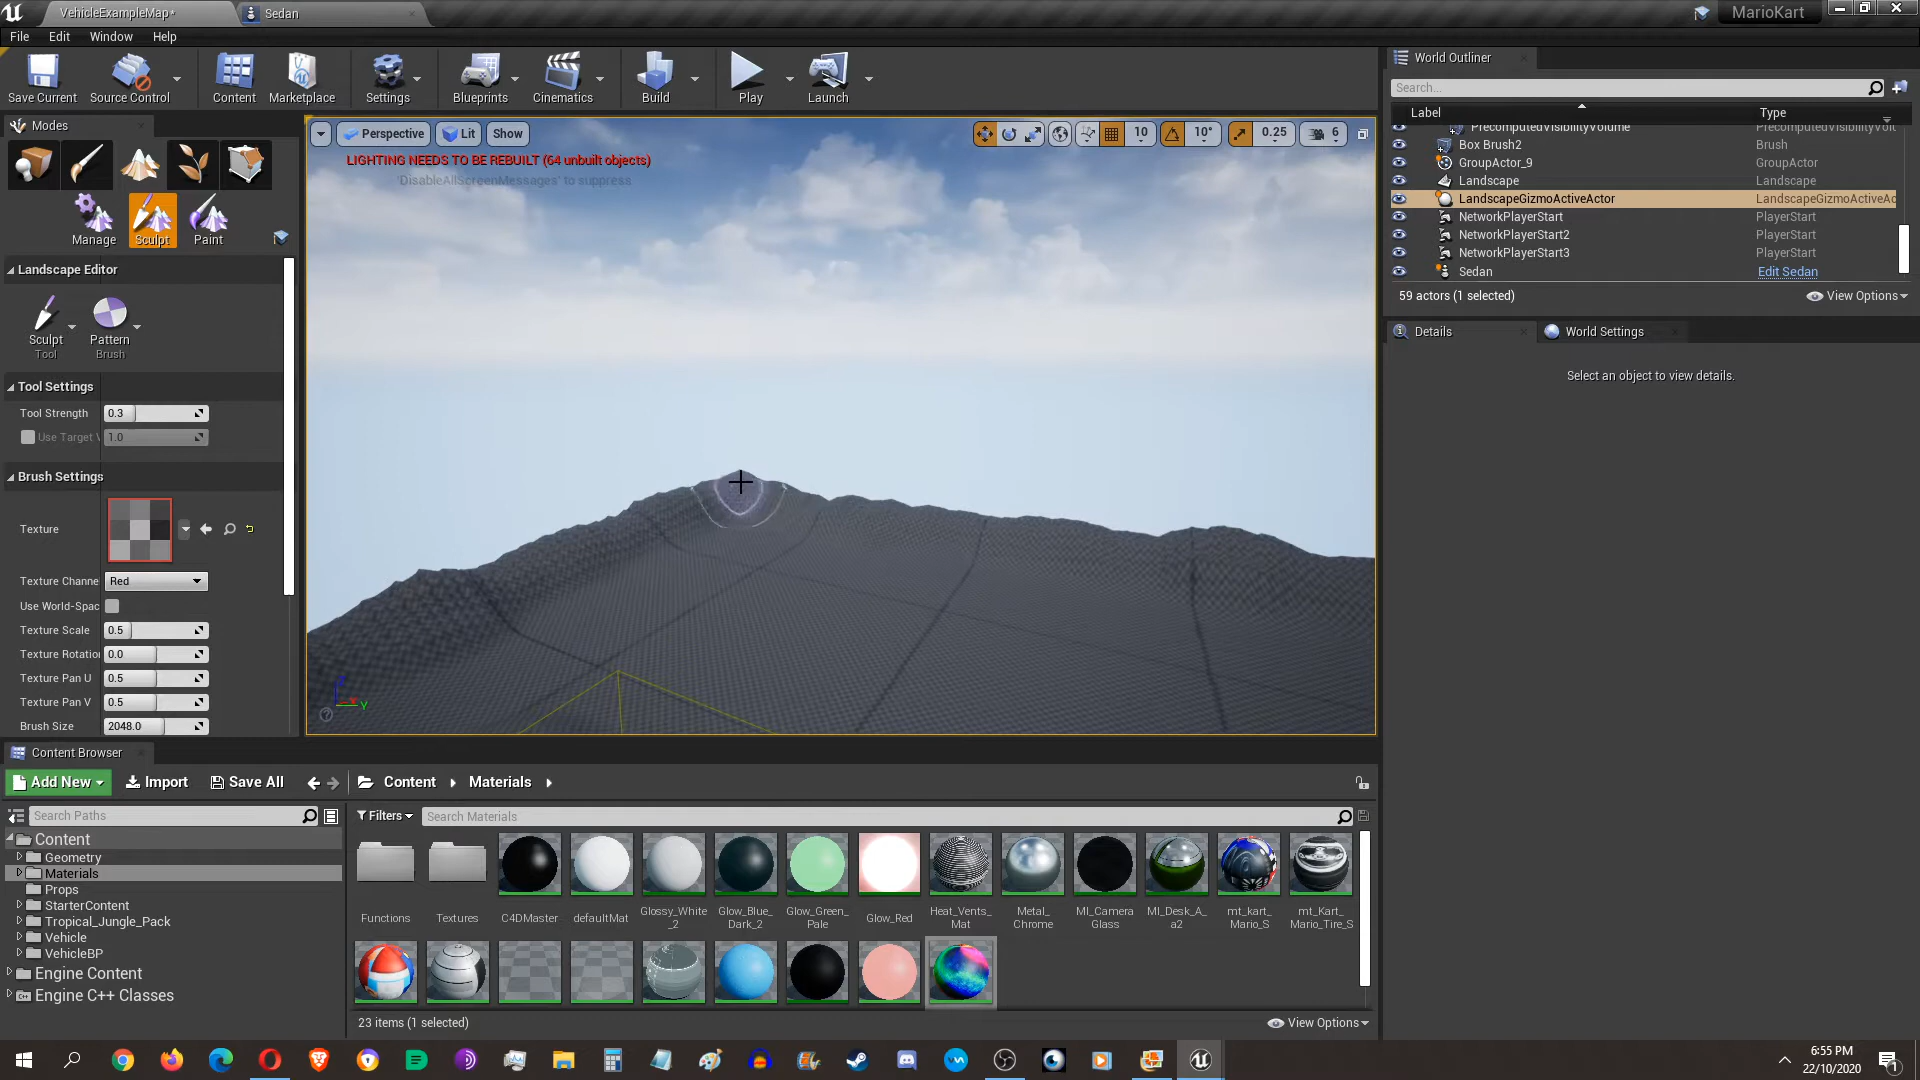 VehicleExampleMap*
Sedan
MarioKart
File
Edit
Window
Help
Save Current
Source Control
Content
Marketplace
Settings
Blueprints
Cinematics
Build
Play
Launch
Modes
Manage
Sculpt
Paint
Landscape Editor
Sculpt
Tool
Pattern
Brush
Tool Settings
Tool Strength 0.3
Use Target V 1.0
Brush Settings
Texture
Texture Channe Red
Use World-Spac
Texture Scale 0.5
Texture Rotation 0.0
Texture Pan U 0.5
Texture Pan V 0.5
Brush Size 2048.0
Perspective
Lit
Show
10
10°
0.25
6
LIGHTING NEEDS TO BE REBUILT (64 unbuilt objects)
'DisableAllScreenMessages' to suppress
Z
Y
World Outliner
Search...
Label
Type
PrecomputedVisibilityVolume PrecomputedVisibilityVolu
Box Brush2 Brush
GroupActor_9 GroupActor
Landscape Landscape
LandscapeGizmoActiveActor LandscapeGizmoActiveAc
NetworkPlayerStart PlayerStart
NetworkPlayerStart2 PlayerStart
NetworkPlayerStart3 PlayerStart
Sedan Edit Sedan
59 actors (1 selected)
View Options
Details
World Settings
Select an object to view details.
Content Browser
Add New
Import
Save All
Content
Materials
Search Paths
Filters
Search Materials
Content
Geometry
Materials
Props
StarterContent
Tropical_Jungle_Pack
Vehicle
VehicleBP
Engine Content
Engine C++ Classes
Functions
Textures
C4DMaster
defaultMat
Glossy_White
_2
Glow_Blue_
Dark_2
Glow_Green_
Pale
Glow_Red
Heat_Vents_
Mat
Metal_
Chrome
MI_Camera
Glass
MI_Desk_A_
a2
mt_kart_
Mario_S
mt_Kart_
Mario_Tire_S
23 items (1 selected)
View Options
6:55 PM
22/10/2020
1